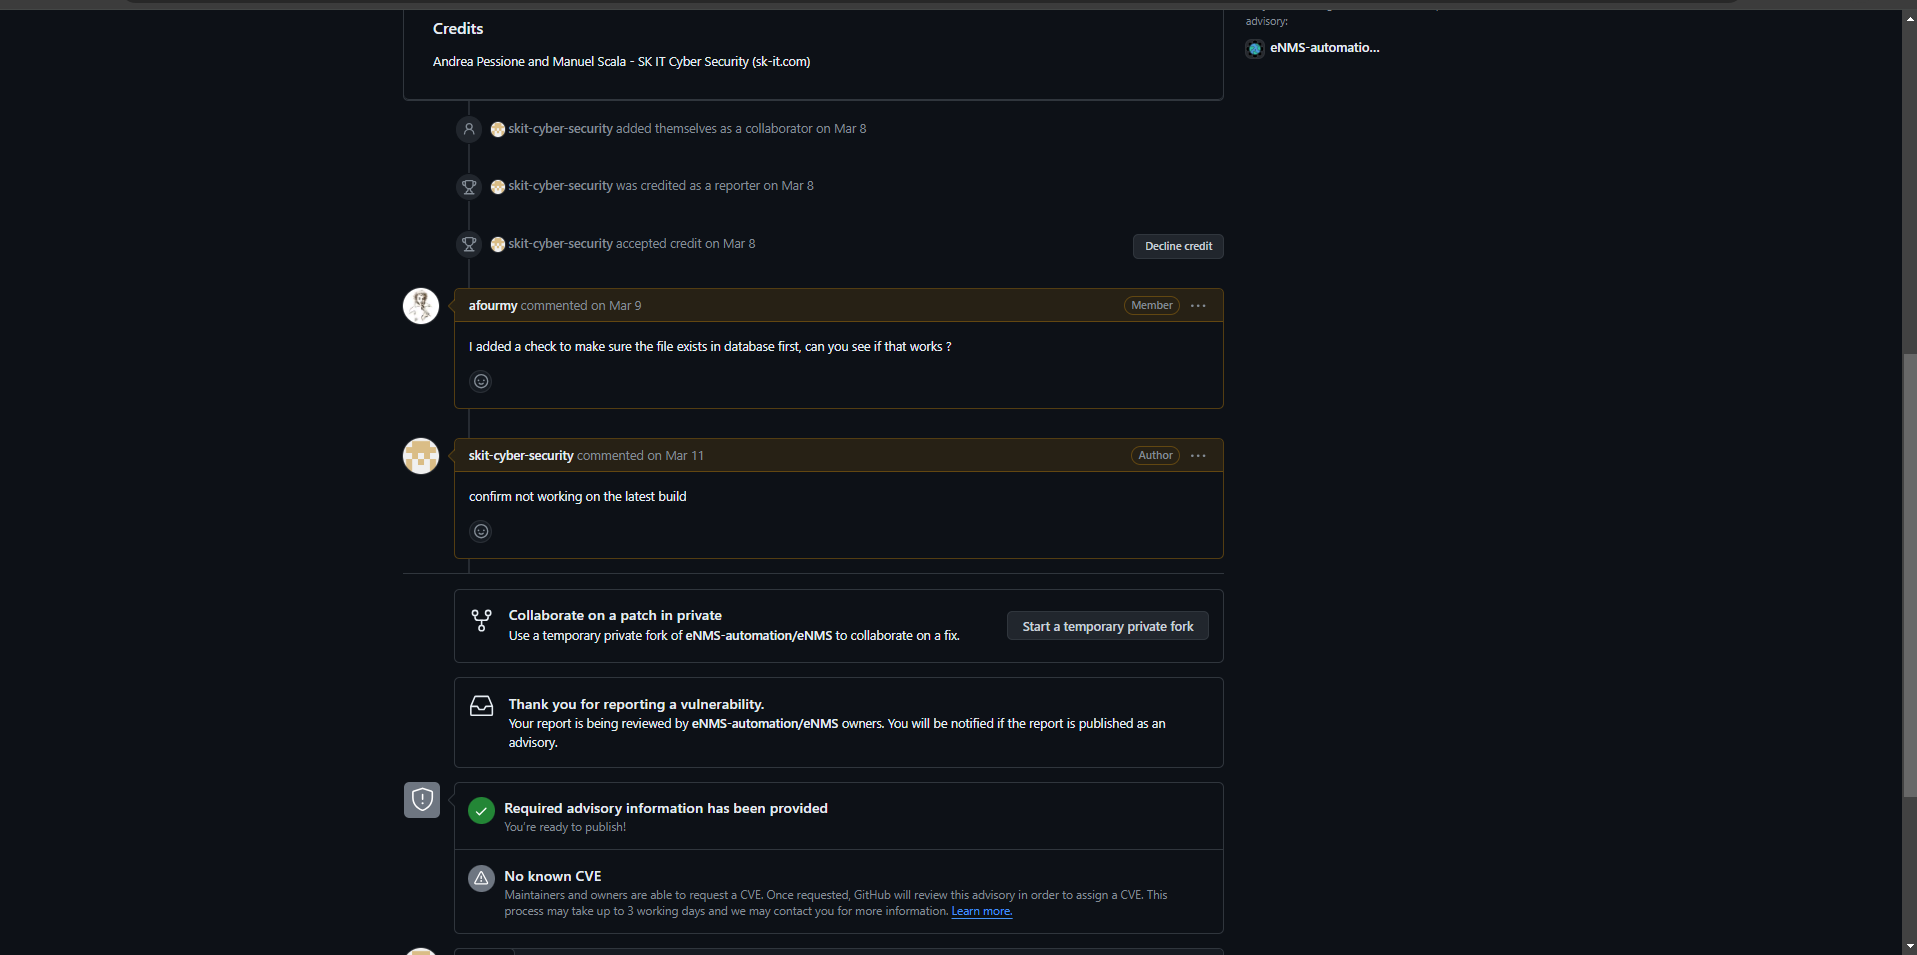 advisory:
eNMS-automatio...
Credits
Andrea Pessione and Manuel Scala - SK IT Cyber Security (sk-it.com)
skit-cyber-security added themselves as a collaborator on Mar 8
skit-cyber-security was credited as a reporter on Mar 8
skit-cyber-security accepted credit on Mar 8
Decline credit
afourmy commented on Mar 9
Member
I added a check to make sure the file exists in database first, can you see if that works ?
skit-cyber-security commented on Mar 11
Author
confirm not working on the latest build
Collaborate on a patch in private
Use a temporary private fork of eNMS-automation/eNMS to collaborate on a fix.
Start a temporary private fork
Thank you for reporting a vulnerability.
Your report is being reviewed by eNMS-automation/eNMS owners. You will be notified if the report is published as an
advisory.
Required advisory information has been provided
You're ready to publish!
No known CVE
Maintainers and owners are able to request a CVE. Once requested, GitHub will review this advisory in order to assign a CVE. This
process may take up to 3 working days and we may contact you for more information. Learn more.